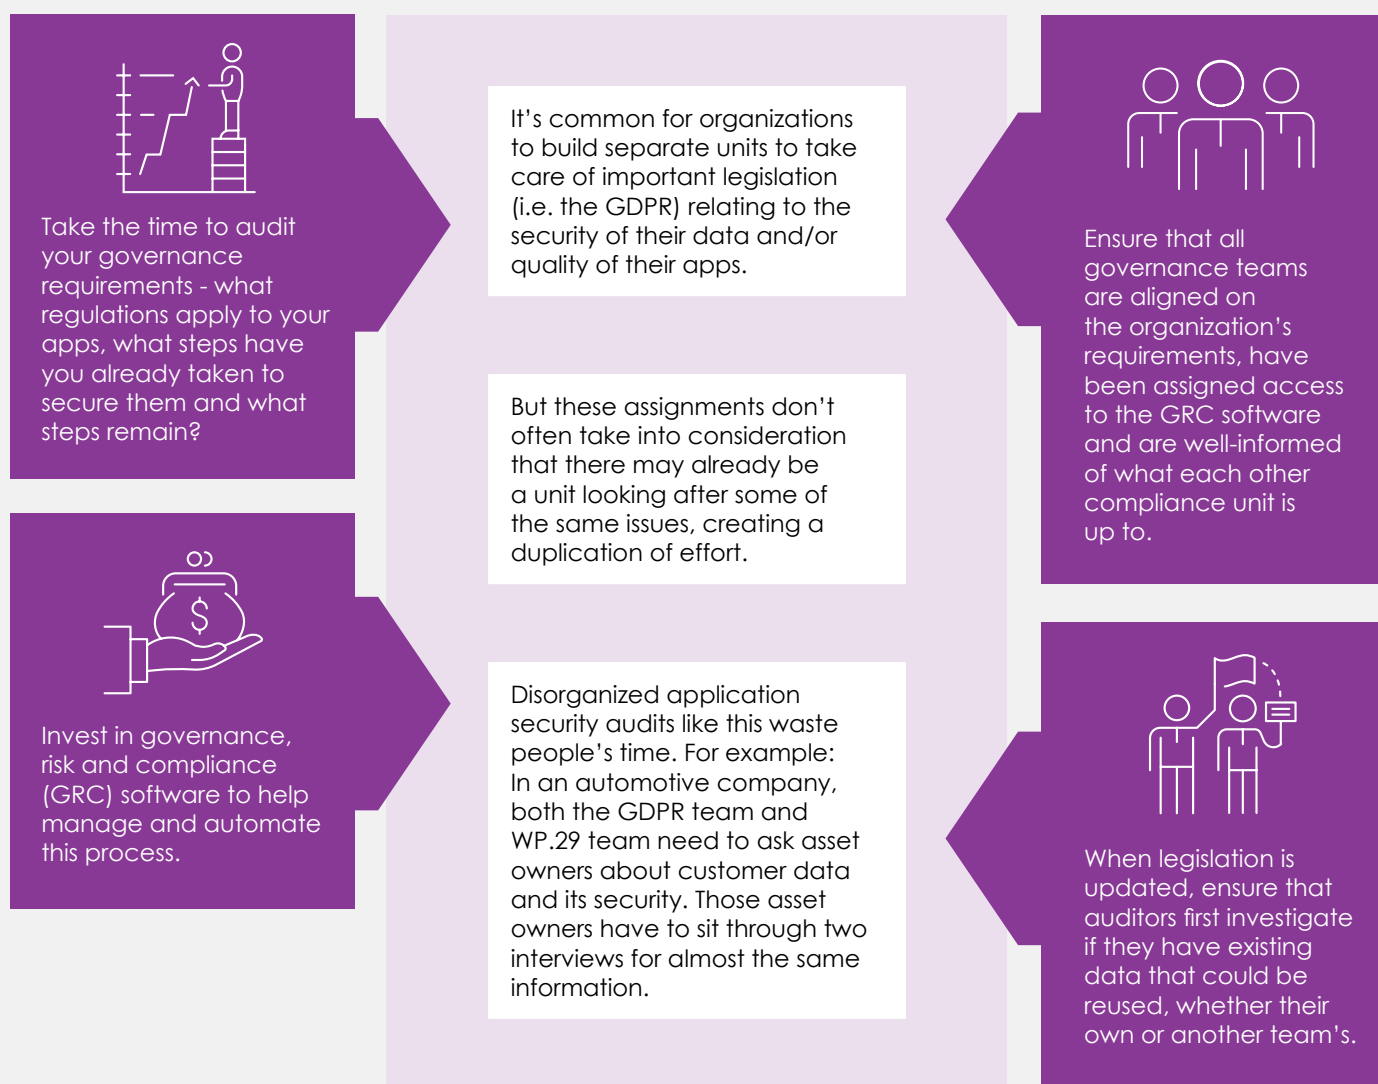 Take the time to audit
your governance
requirements - what
regulations apply to your
apps, what steps have
you already taken to
secure them and what
steps remain?
$
Invest in governance,
risk and compliance
(GRC) software to help
manage and automate
this process.
It's common for organizations
to build separate units to take
care of important legislation
(i.e. the GDPR) relating to the
security of their data and/or
quality of their apps.
But these assignments don't
often take into consideration
that there may already be
a unit looking after some of
the same issues, creating a
duplication of effort.
Disorganized application
security audits like this waste
people's time. For example:
In an automotive company,
both the GDPR team and
WP.29 team need to ask asset
owners about customer data
and its security. Those asset
owners have to sit through two
interviews for almost the same
information.
Ensure that all
governance teams
are aligned on
the organization's
requirements, have
been assigned access
to the GRC software
and are well-informed
of what each other
compliance unit is
up to.
When legislation is
updated, ensure that
auditors first investigate
if they have existing
data that could be
reused, whether their
own or another team's.